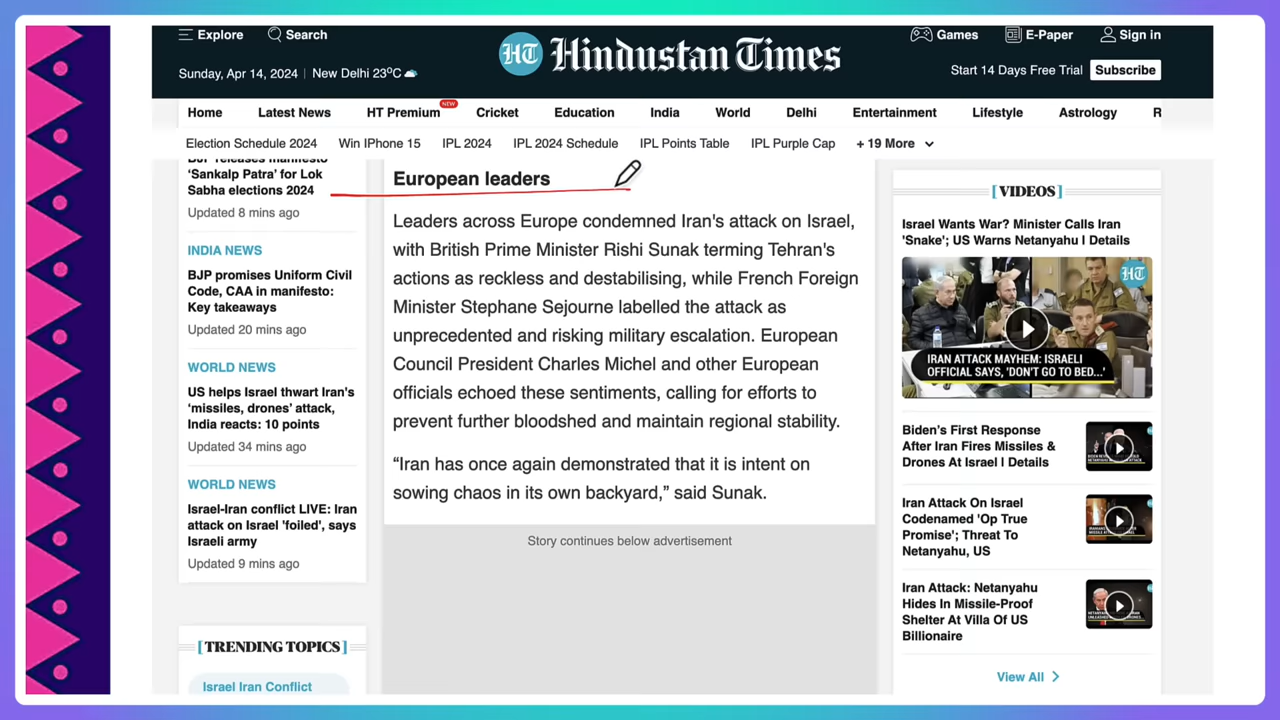 Explore
Search
HT
Hindustan Times
Games
E-Paper
Sign in
Sunday, Apr 14, 2024 | New Delhi 23ºC
Start 14 Days Free Trial
Subscribe
Home
Latest News
HT Premium
NEW
Cricket
Education
India
World
Delhi
Entertainment
Lifestyle
Astrology
R
Election Schedule 2024
Win IPhone 15
IPL 2024
IPL 2024 Schedule
IPL Points Table
IPL Purple Cap
+ 19 More
BJP releases manifesto
‘Sankalp Patra’ for Lok
Sabha elections 2024
Updated 8 mins ago
INDIA NEWS
BJP promises Uniform Civil
Code, CAA in manifesto:
Key takeaways
Updated 20 mins ago
WORLD NEWS
US helps Israel thwart Iran's
‘missiles, drones’ attack,
India reacts: 10 points
Updated 34 mins ago
WORLD NEWS
Israel-Iran conflict LIVE: Iran
attack on Israel 'foiled', says
Israeli army
Updated 9 mins ago
[TRENDING TOPICS]
Israel Iran Conflict
European leaders
Leaders across Europe condemned Iran's attack on Israel,
with British Prime Minister Rishi Sunak terming Tehran's
actions as reckless and destabilising, while French Foreign
Minister Stephane Sejourne labelled the attack as
unprecedented and risking military escalation. European
Council President Charles Michel and other European
officials echoed these sentiments, calling for efforts to
prevent further bloodshed and maintain regional stability.
“Iran has once again demonstrated that it is intent on
sowing chaos in its own backyard,” said Sunak.
Story continues below advertisement
[VIDEOS]
Israel Wants War? Minister Calls Iran
'Snake'; US Warns Netanyahu I Details
HT
IRAN ATTACK MAYHEM: ISRAELI
OFFICIAL SAYS, 'DON'T GO TO BED...'
Biden's First Response
After Iran Fires Missiles &
Drones At Israel I Details
Iran Attack On Israel
Codenamed 'Op True
Promise'; Threat To
Netanyahu, US
Iran Attack: Netanyahu
Hides In Missile-Proof
Shelter At Villa Of US
Billionaire
View All